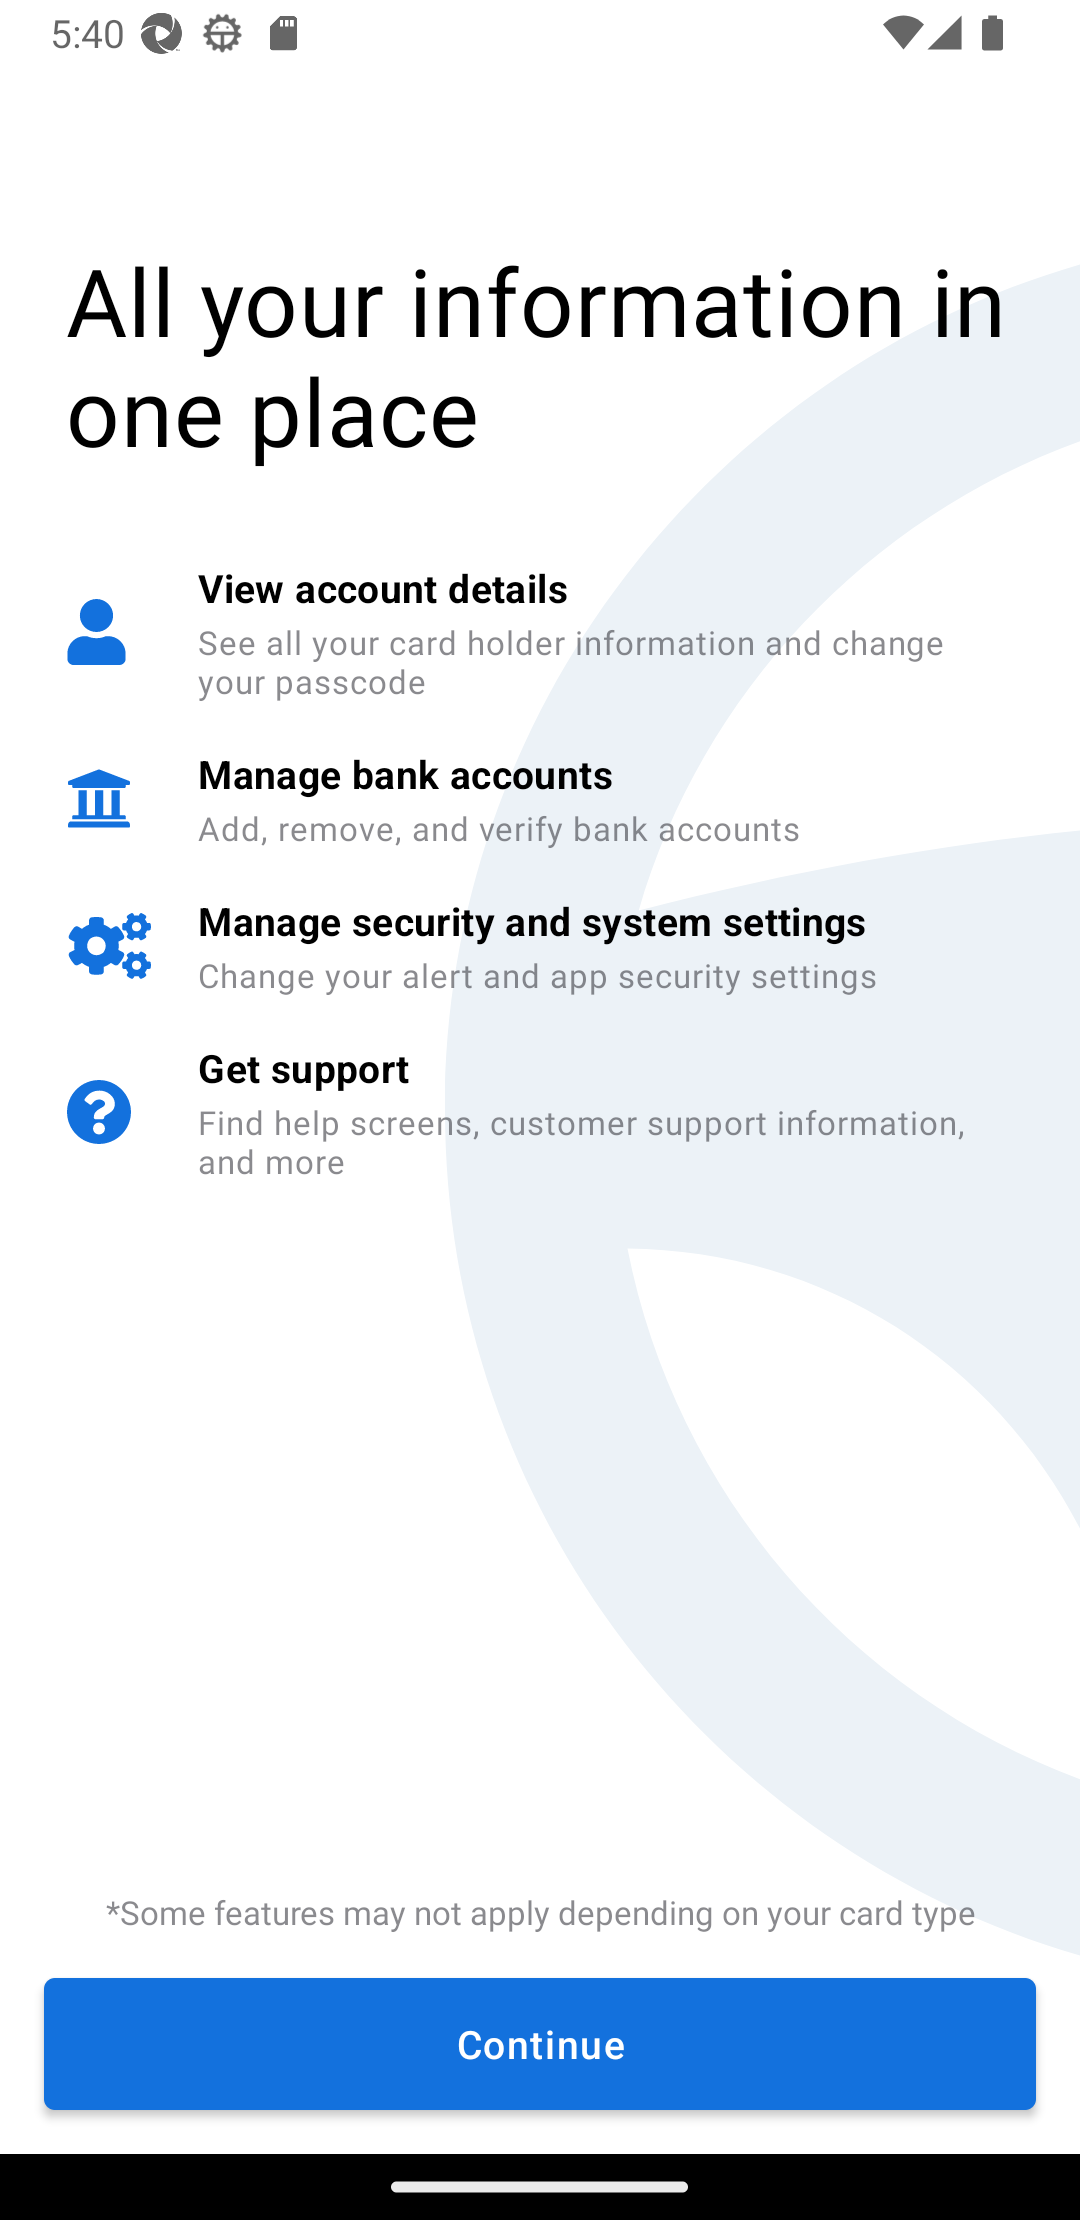 5:40
All your information in
one place
View account details
See all your card holder information and change
your passcode
Manage bank accounts
Add, remove, and verify bank accounts
Manage security and system settings
Change your alert and app security settings
Get support
Find help screens, customer support information,
and more
*Some features may not apply depending on your card type
Continue